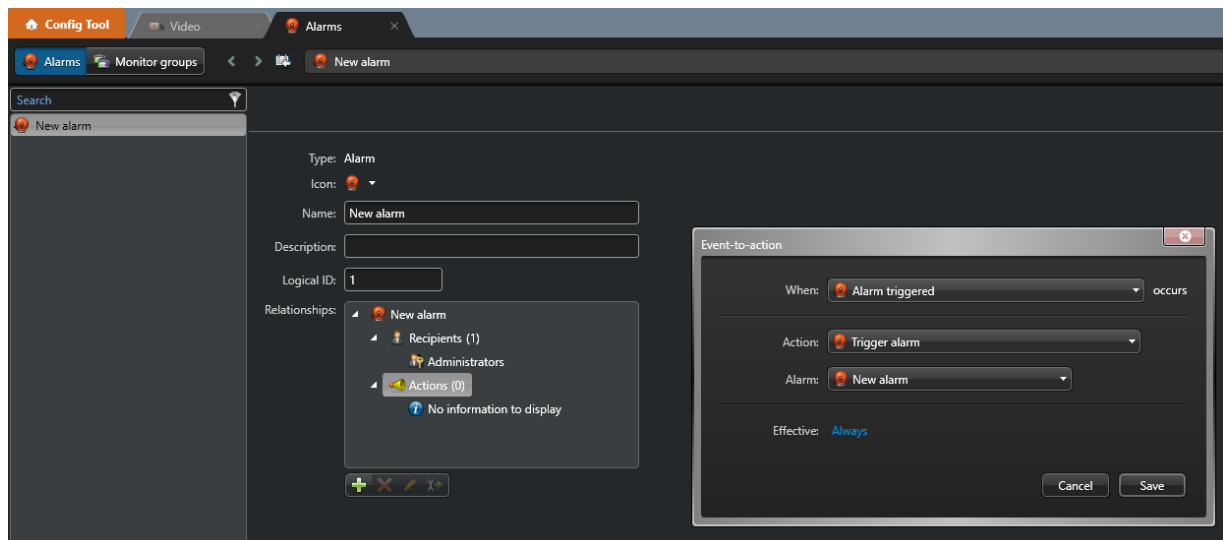 Config Tool
Video
Alarms
Alarms
Monitor groups
New alarm
Search
New alarm
Type: Alarm
Icon:
Name: New alarm
Description:
Logical ID: 1
Relationships:
New alarm
Recipients (1)
Administrators
Actions (0)
No information to display
Event-to-action
When: Alarm triggered occurs
Action: Trigger alarm
Alarm: New alarm
Effective: Always
Cancel Save